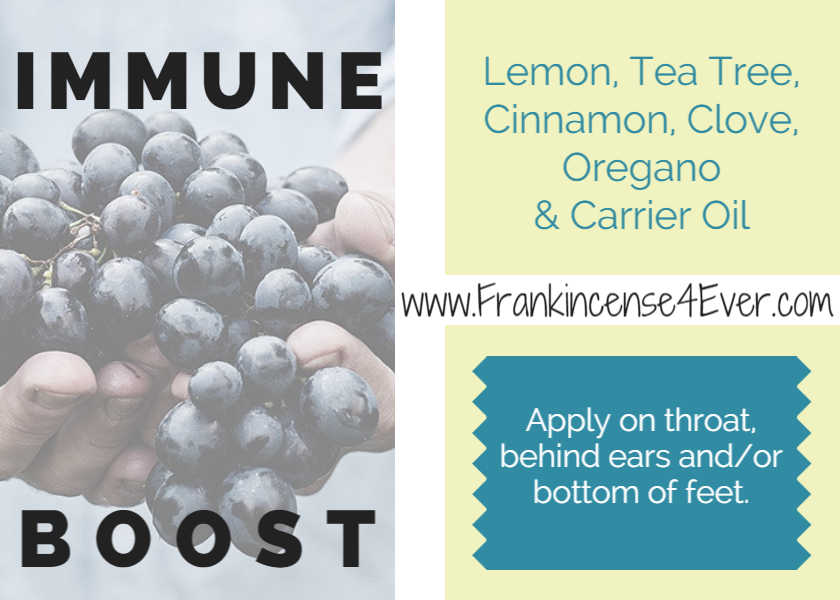 IMMUNE
BOOST
Lemon, Tea Tree,
Cinnamon, Clove,
Oregano
& Carrier Oil
www.Frankincense4Ever.com
Apply on throat,
behind ears and/or
bottom of feet.